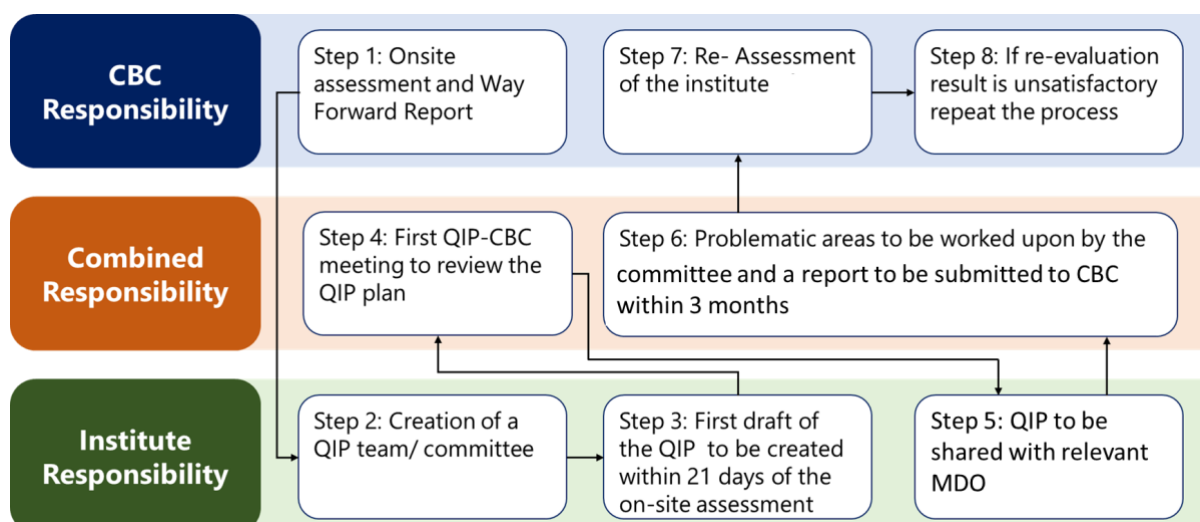 CBC
Responsibility
Step 1: Onsite
assessment and Way
Forward Report
Step 7: Re- Assessment
of the institute
Step 8: If re-evaluation
result is unsatisfactory
repeat the process
Combined
Responsibility
Step 4: First QIP-CBC
meeting to review the
QIP plan
Step 6: Problematic areas to be worked upon by the
committee and a report to be submitted to CBC
within 3 months
Institute
Responsibility
Step 2: Creation of a
QIP team/ committee
Step 3: First draft of
the QIP to be created
within 21 days of the
on-site assessment
Step 5: QIP to be
shared with relevant
MDO